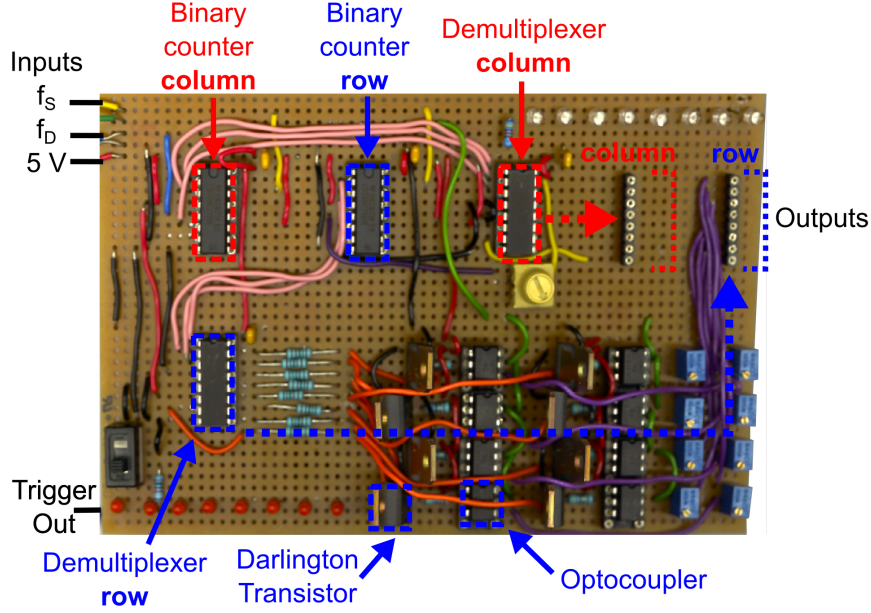 Binary
counter
column
Binary
counter
row
Demultiplexer
column
Inputs
fS
fD
5 V
column
row
Outputs
Trigger
Out
Demultiplexer
row
Darlington
Transistor
Optocoupler